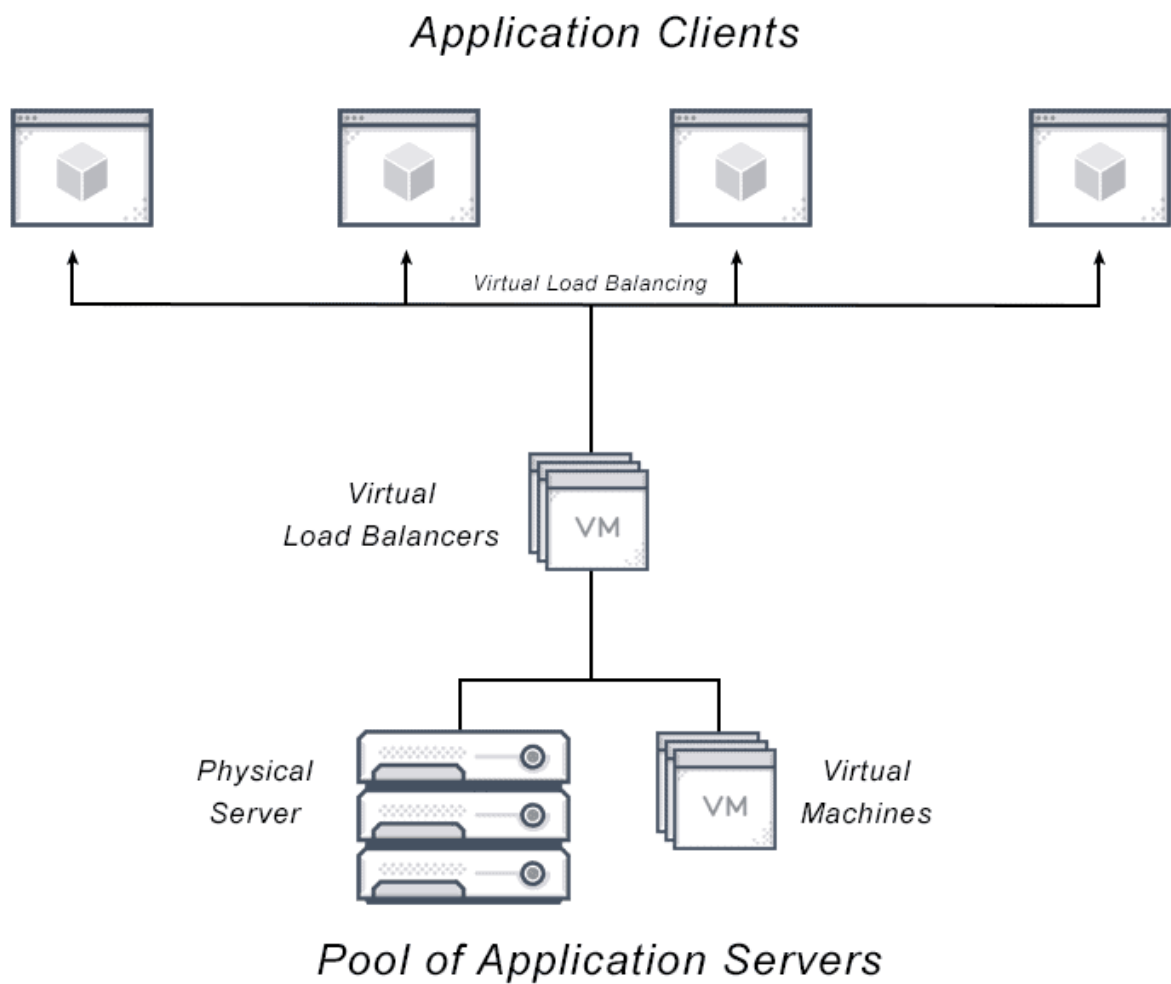 Application Clients
Virtual Load Balancing
Virtual
Load Balancers
VM
Physical
Server
VM
Virtual
Machines
Pool of Application Servers